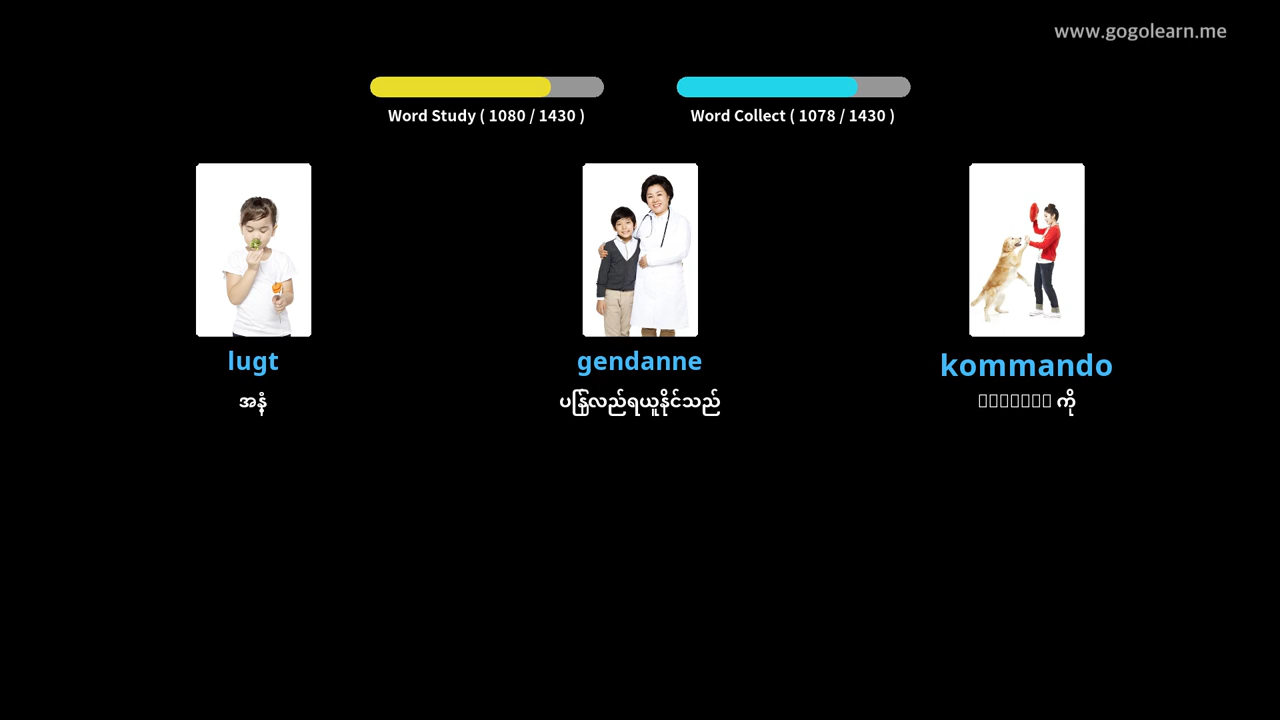 www.gogolearn.me
Word Study ( 1080 / 1430 )
Word Collect ( 1078 / 1430 )
lugt
gendanne
kommando
အနံ့
ပန်လည်ရယူနိုင်သည်
ကို